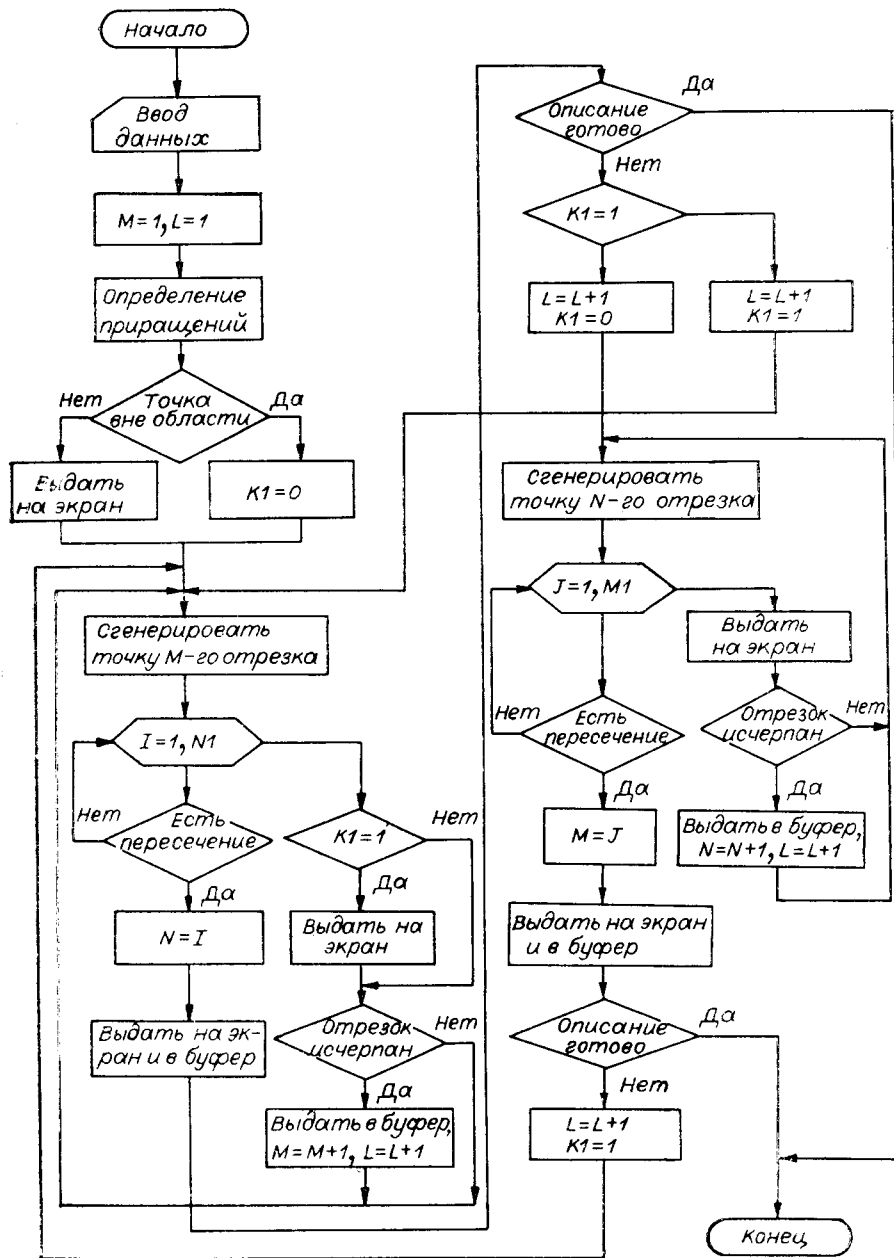 Начало
Ввод
данных
M=1, L=1
Определение
приращений
Нет
Точка
вне области
Да
Выдать
на экран
K1=0
Сгенерировать
точку M-го отрезка
I=1, N1
Нет
Есть
пересечение
Да
K1=1
Нет
Да
N=I
Выдать на
экран
Выдать на эк-
ран и в буфер
Отрездк
исчерпан
Нет
Да
Выдать в буфер,
M=M+1, L=L+1
Описание
готово
Да
Нет
K1=1
L=L+1
K1=0
L=L+1
K1=1
Сгенерировать
точку N-го отрезка
J=1, M1
Выдать
на экран
Нет
Есть
пересечение
Да
Отрездк
исчерпан
Нет
Да
M=J
Выдать в буфер,
N=N+1, L=L+1
Выдать на экран
и в буфер
Описание
готово
Да
Нет
L=L+1
K1=1
Конец